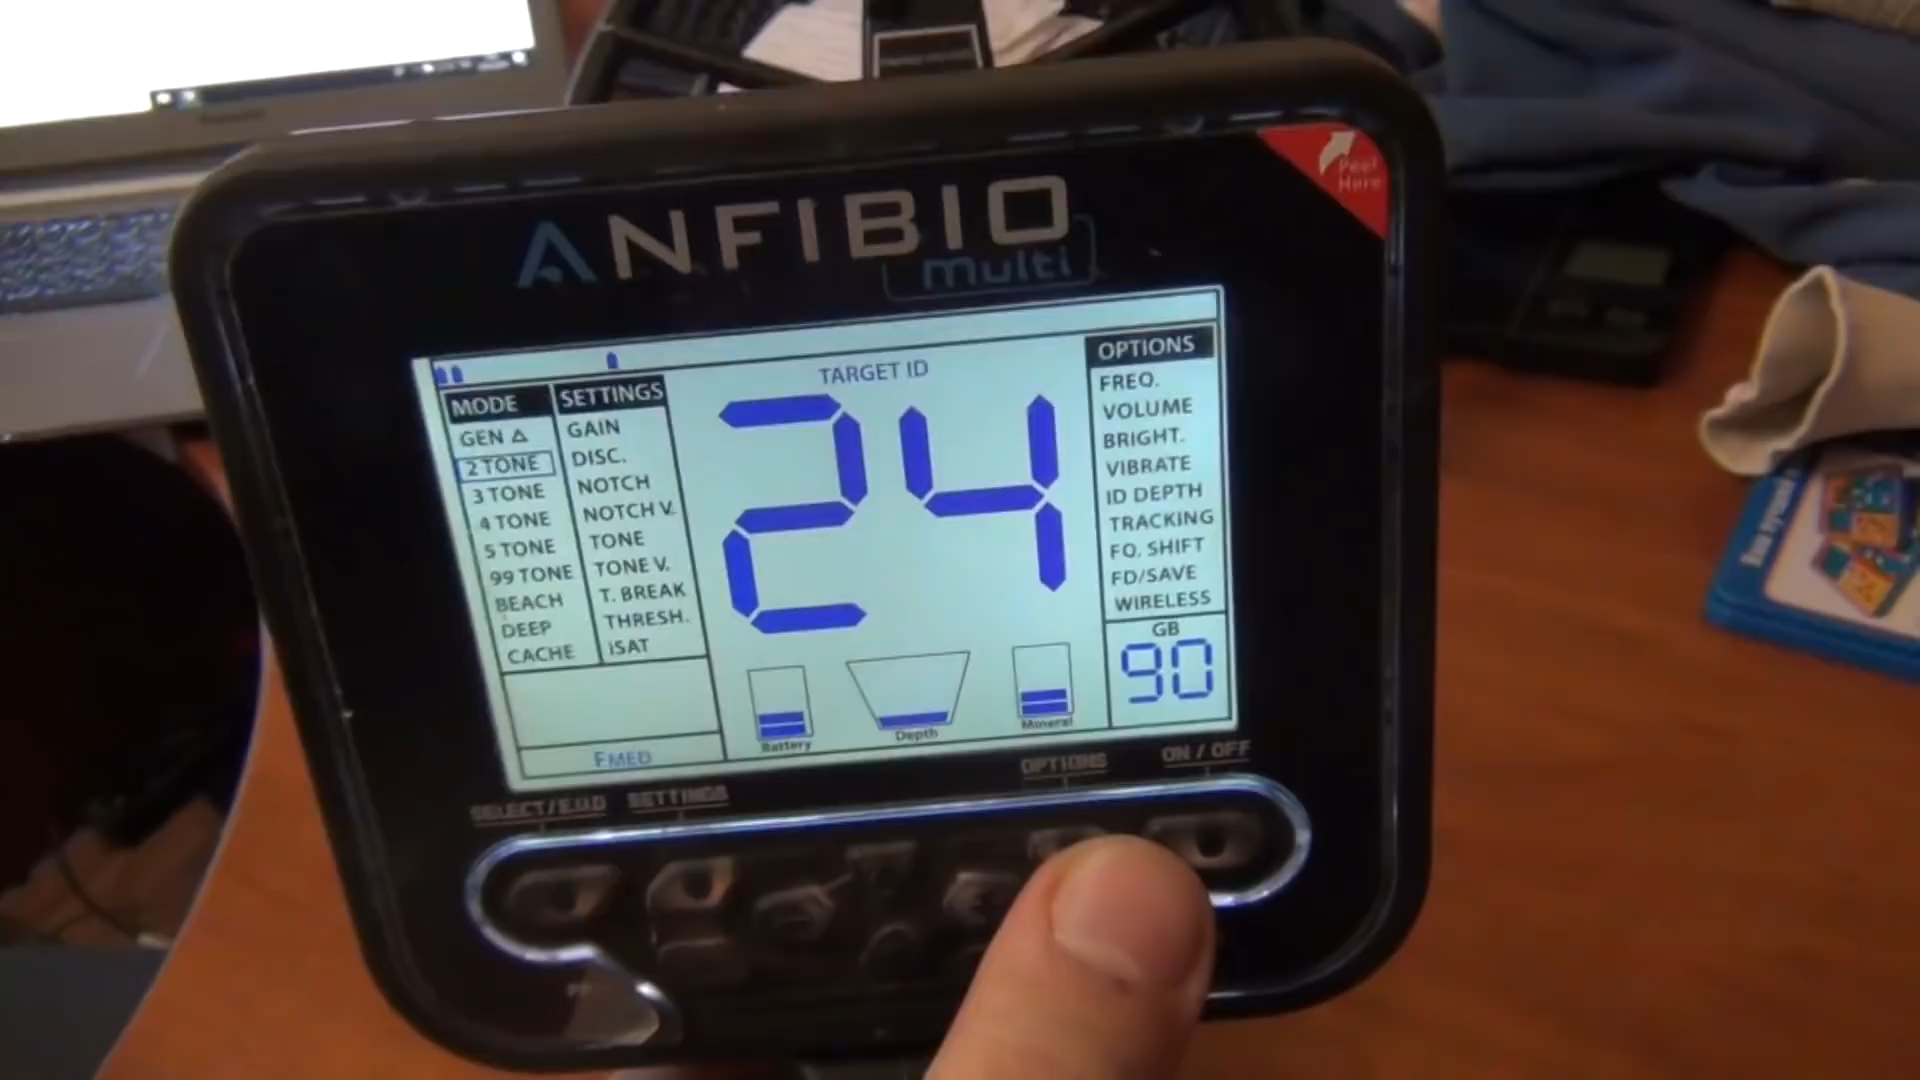 Peel
Here
ANFIBIO
multi
TARGET ID
24
MODE
GEN
2 TONE
3 TONE
4 TONE
5 TONE
99 TONE
BEACH
DEEP
CACHE
SETTINGS
GAIN
DISC.
NOTCH
NOTCH V.
TONE
TONE V.
T. BREAK
THRESH.
iSAT
OPTIONS
FREQ.
VOLUME
BRIGHT.
VIBRATE
ID DEPTH
TRACKING
FQ. SHIFT
FD/SAVE
WIRELESS
GB
90
Battery
Depth
Mineral
FMED
SELECT/F.V.D
SETTINGS
OPTIONS
ON / OFF
PP